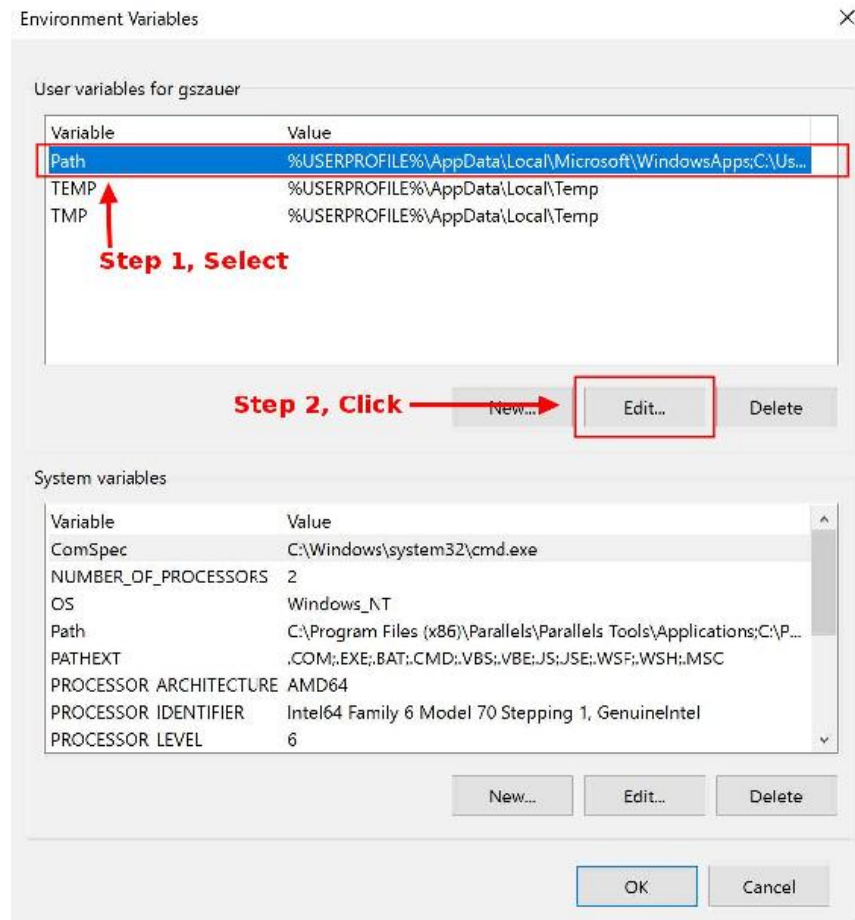 Environment Variables
User variables for gszauer
Variable Value
Path %USERPROFILE%\AppData\Local\Microsoft\WindowsApps;C:\Us...
TEMP %USERPROFILE%\AppData\Local\Temp
TMP %USERPROFILE%\AppData\Local\Temp
Step 1, Select
Step 2, Click New... Edit... Delete
System variables
Variable Value
ComSpec C:\Windows\system32\cmd.exe
NUMBER_OF_PROCESSORS 2
OS Windows_NT
Path C:\Program Files (x86)\Parallels\Parallels Tools\Applications;C:\P...
PATHEXT .COM;.EXE;.BAT;.CMD;.VBS;.VBE;.JS;.JSE;.WSF;.WSH;.MSC
PROCESSOR_ARCHITECTURE AMD64
PROCESSOR_IDENTIFIER Intel64 Family 6 Model 70 Stepping 1, GenuineIntel
PROCESSOR_LEVEL 6
New... Edit... Delete
OK Cancel